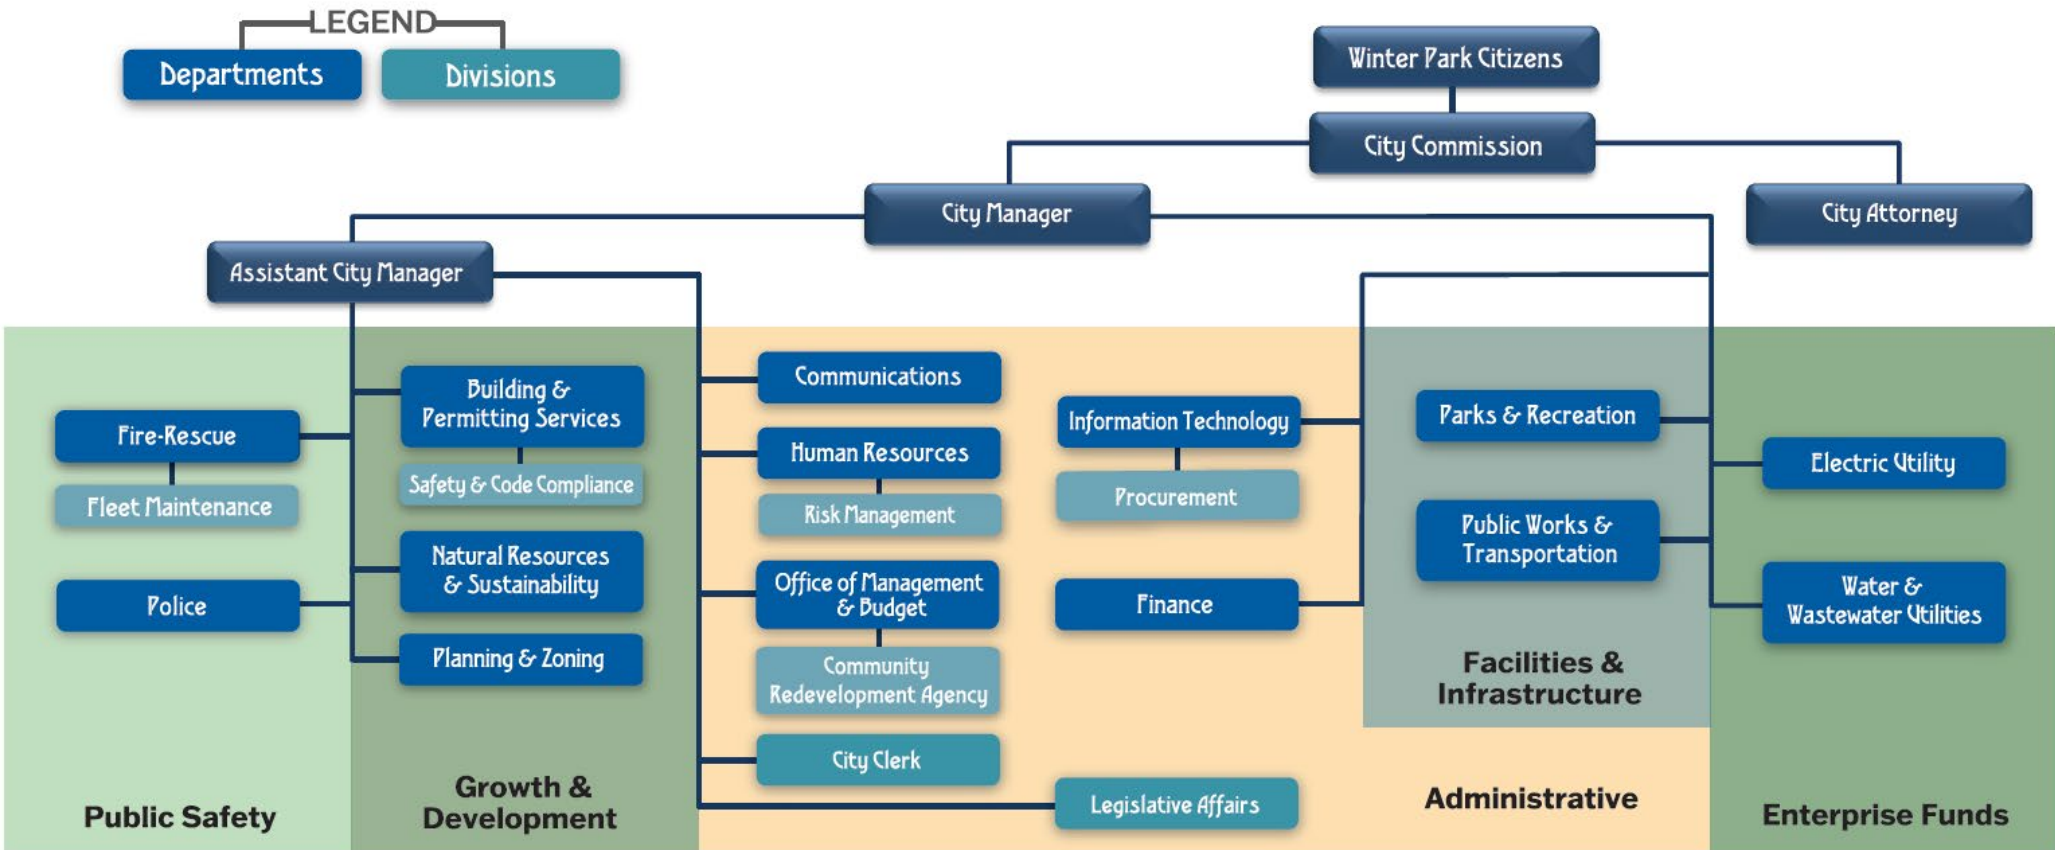 LEGEND
Departments
Divisions
Winter Park Citizens
City Commission
City Manager
City Attorney
Assistant City Manager
Fire-Rescue
Fleet Maintenance
Police
Public Safety
Building &
Permitting Services
Safety & Code Compliance
Natural Resources
& Sustainability
Planning & Zoning
Growth &
Development
Communications
Human Resources
Risk Management
Office of Management
& Budget
Community
Redevelopment Agency
City Clerk
Information Technology
Procurement
Finance
Legislative Affairs
Administrative
Parks & Recreation
Public Works &
Transportation
Facilities &
Infrastructure
Electric Utility
Water &
Wastewater Utilities
Enterprise Funds